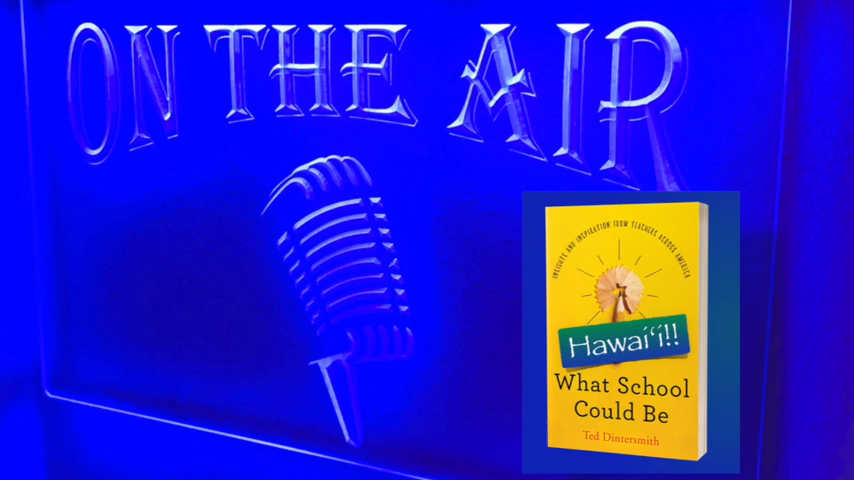 ON THE AIR
INSIGHTS AND INSPIRATION FROM TEACHERS ACROSS AMERICA
Hawaiʻi!!
What School
Could Be
Ted Dintersmith